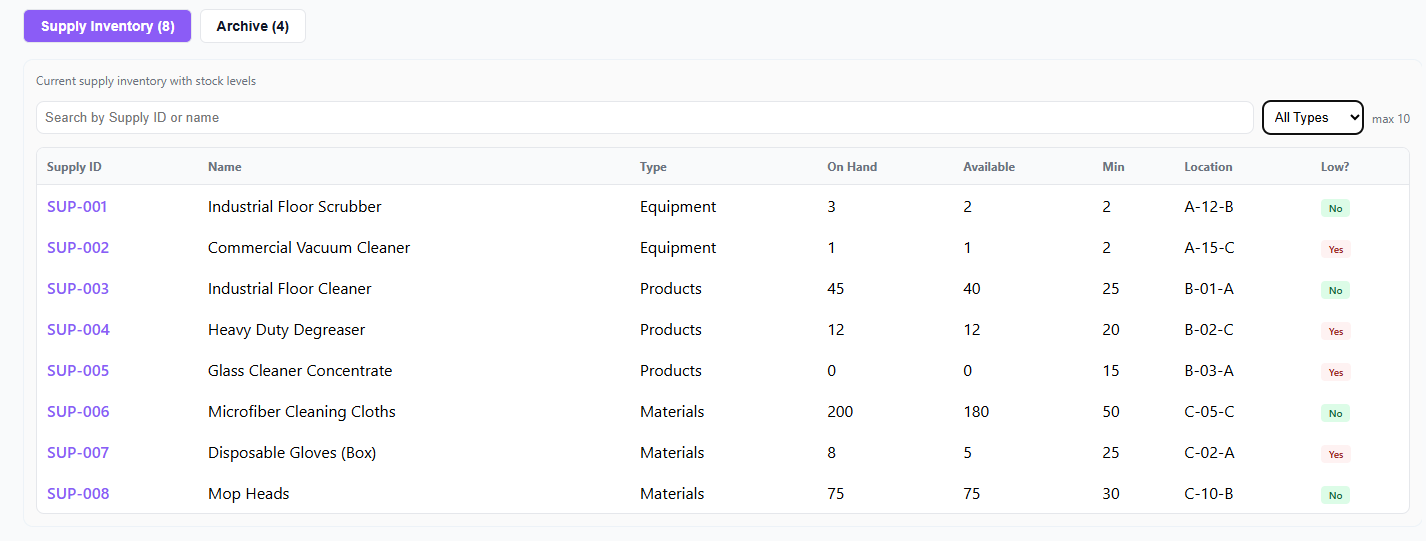 Supply Inventory (8) Archive (4)
Current supply inventory with stock levels
Search by Supply ID or name All Types max 10
Supply ID Name Type On Hand Available Min Location Low?
SUP-001 Industrial Floor Scrubber Equipment 3 2 2 A-12-B No
SUP-002 Commercial Vacuum Cleaner Equipment 1 1 2 A-15-C Yes
SUP-003 Industrial Floor Cleaner Products 45 40 25 B-01-A No
SUP-004 Heavy Duty Degreaser Products 12 12 20 B-02-C Yes
SUP-005 Glass Cleaner Concentrate Products 0 0 15 B-03-A Yes
SUP-006 Microfiber Cleaning Cloths Materials 200 180 50 C-05-C No
SUP-007 Disposable Gloves (Box) Materials 8 5 25 C-02-A Yes
SUP-008 Mop Heads Materials 75 75 30 C-10-B No